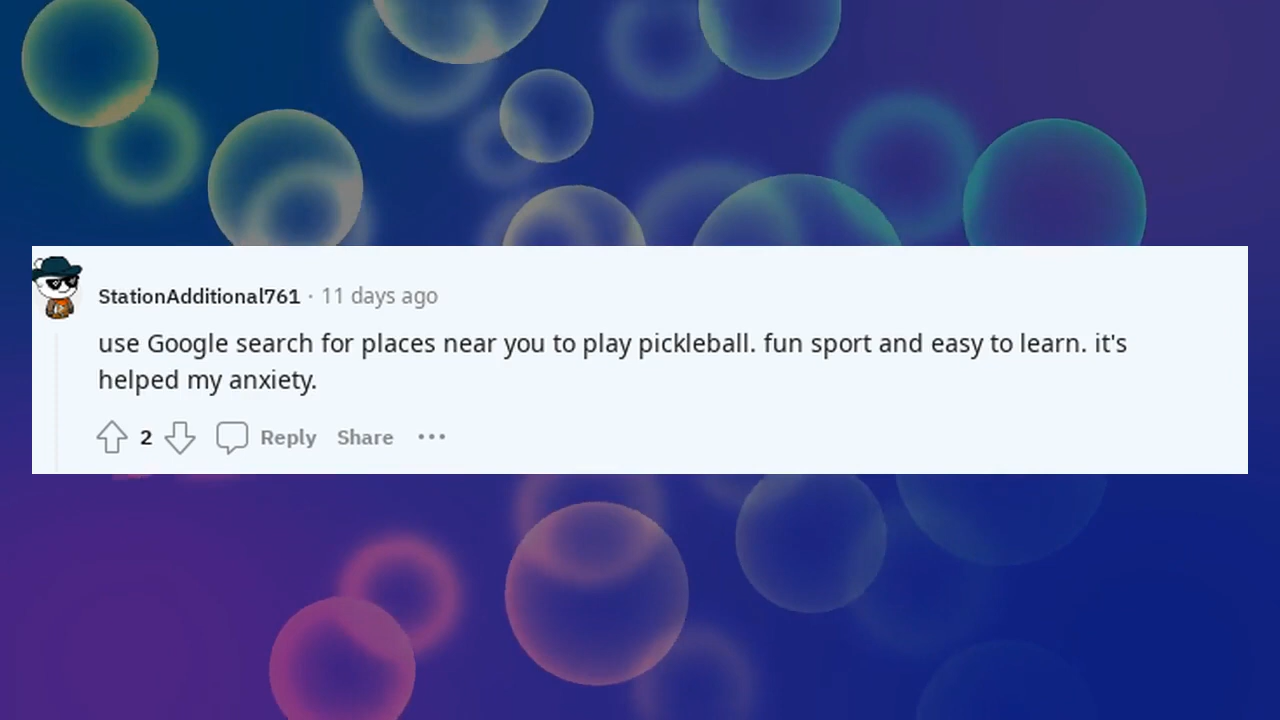 StationAdditional761 · 11 days ago
use Google search for places near you to play pickleball. fun sport and easy to learn. it's
helped my anxiety.
2 Reply Share ···